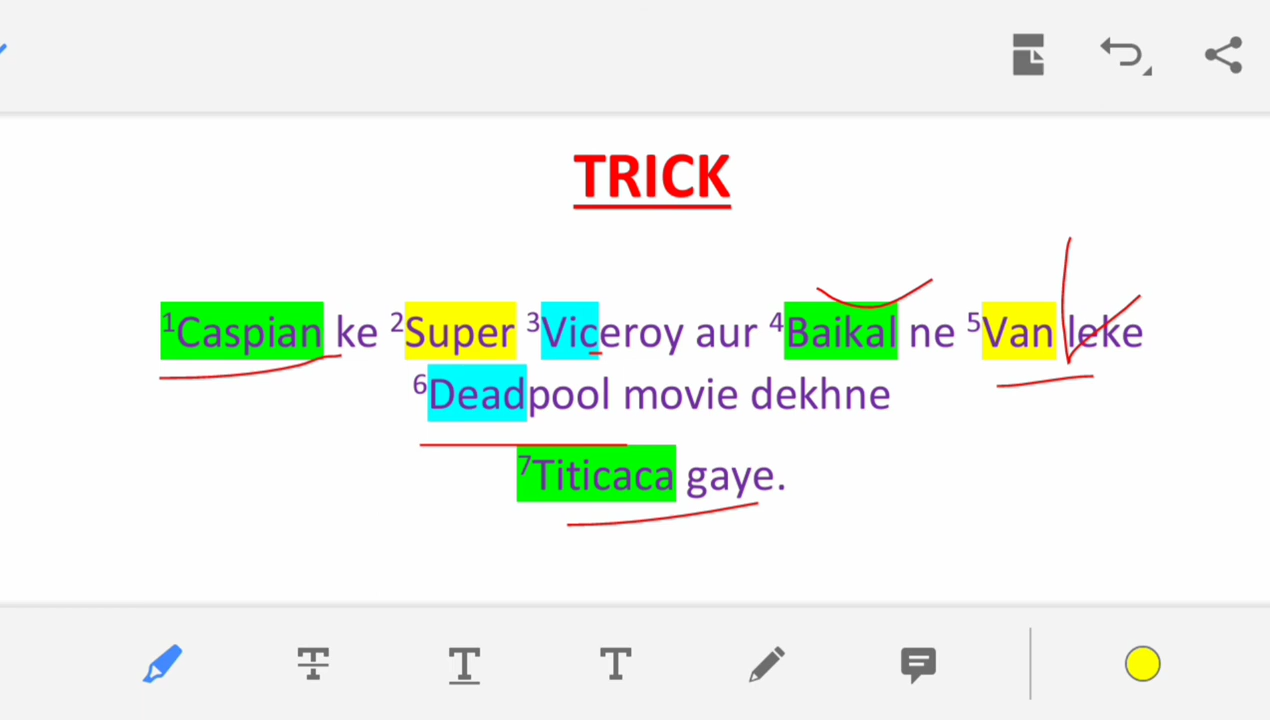 TRICK
¹Caspian ke ²Super ³Viceroy aur ⁴Baikal ne ⁵Van leke
⁶Deadpool movie dekhne
⁷Titicaca gaye.